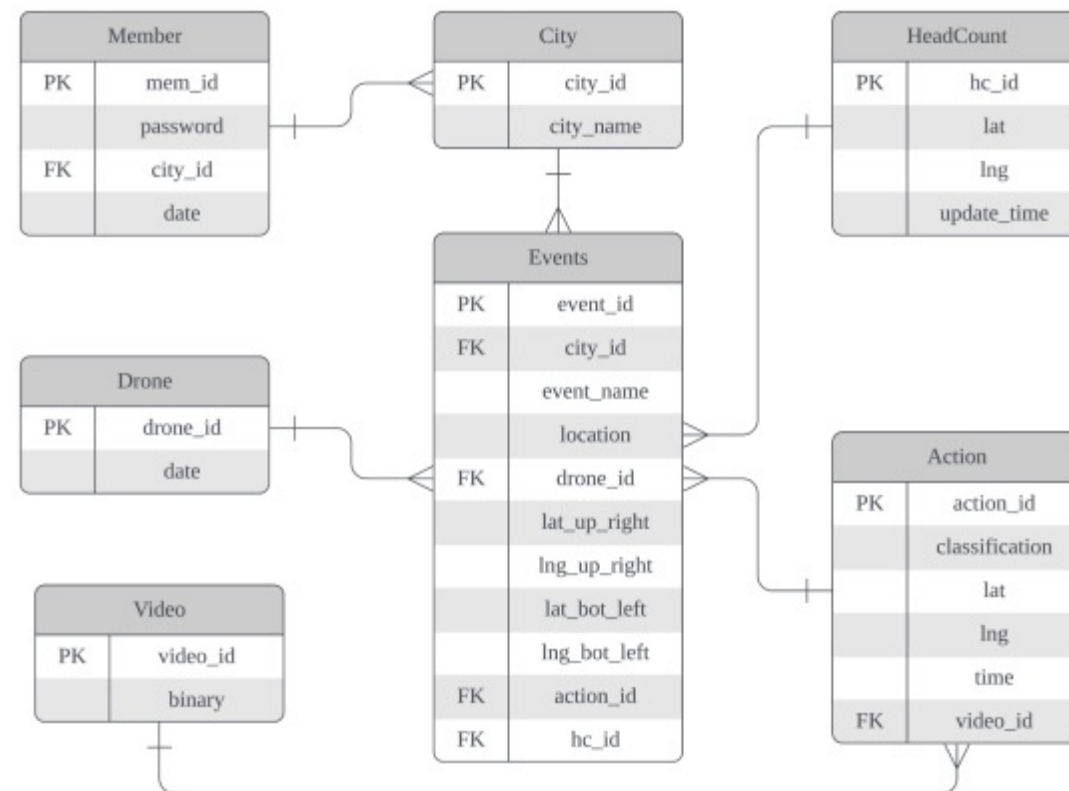 Member
PK mem_id
password
FK city_id
date
City
PK city_id
city_name
HeadCount
PK hc_id
lat
lng
update_time
Events
PK event_id
FK city_id
event_name
location
FK drone_id
lat_up_right
lng_up_right
lat_bot_left
lng_bot_left
FK action_id
FK hc_id
Drone
PK drone_id
date
Action
PK action_id
classification
lat
lng
time
FK video_id
Video
PK video_id
binary